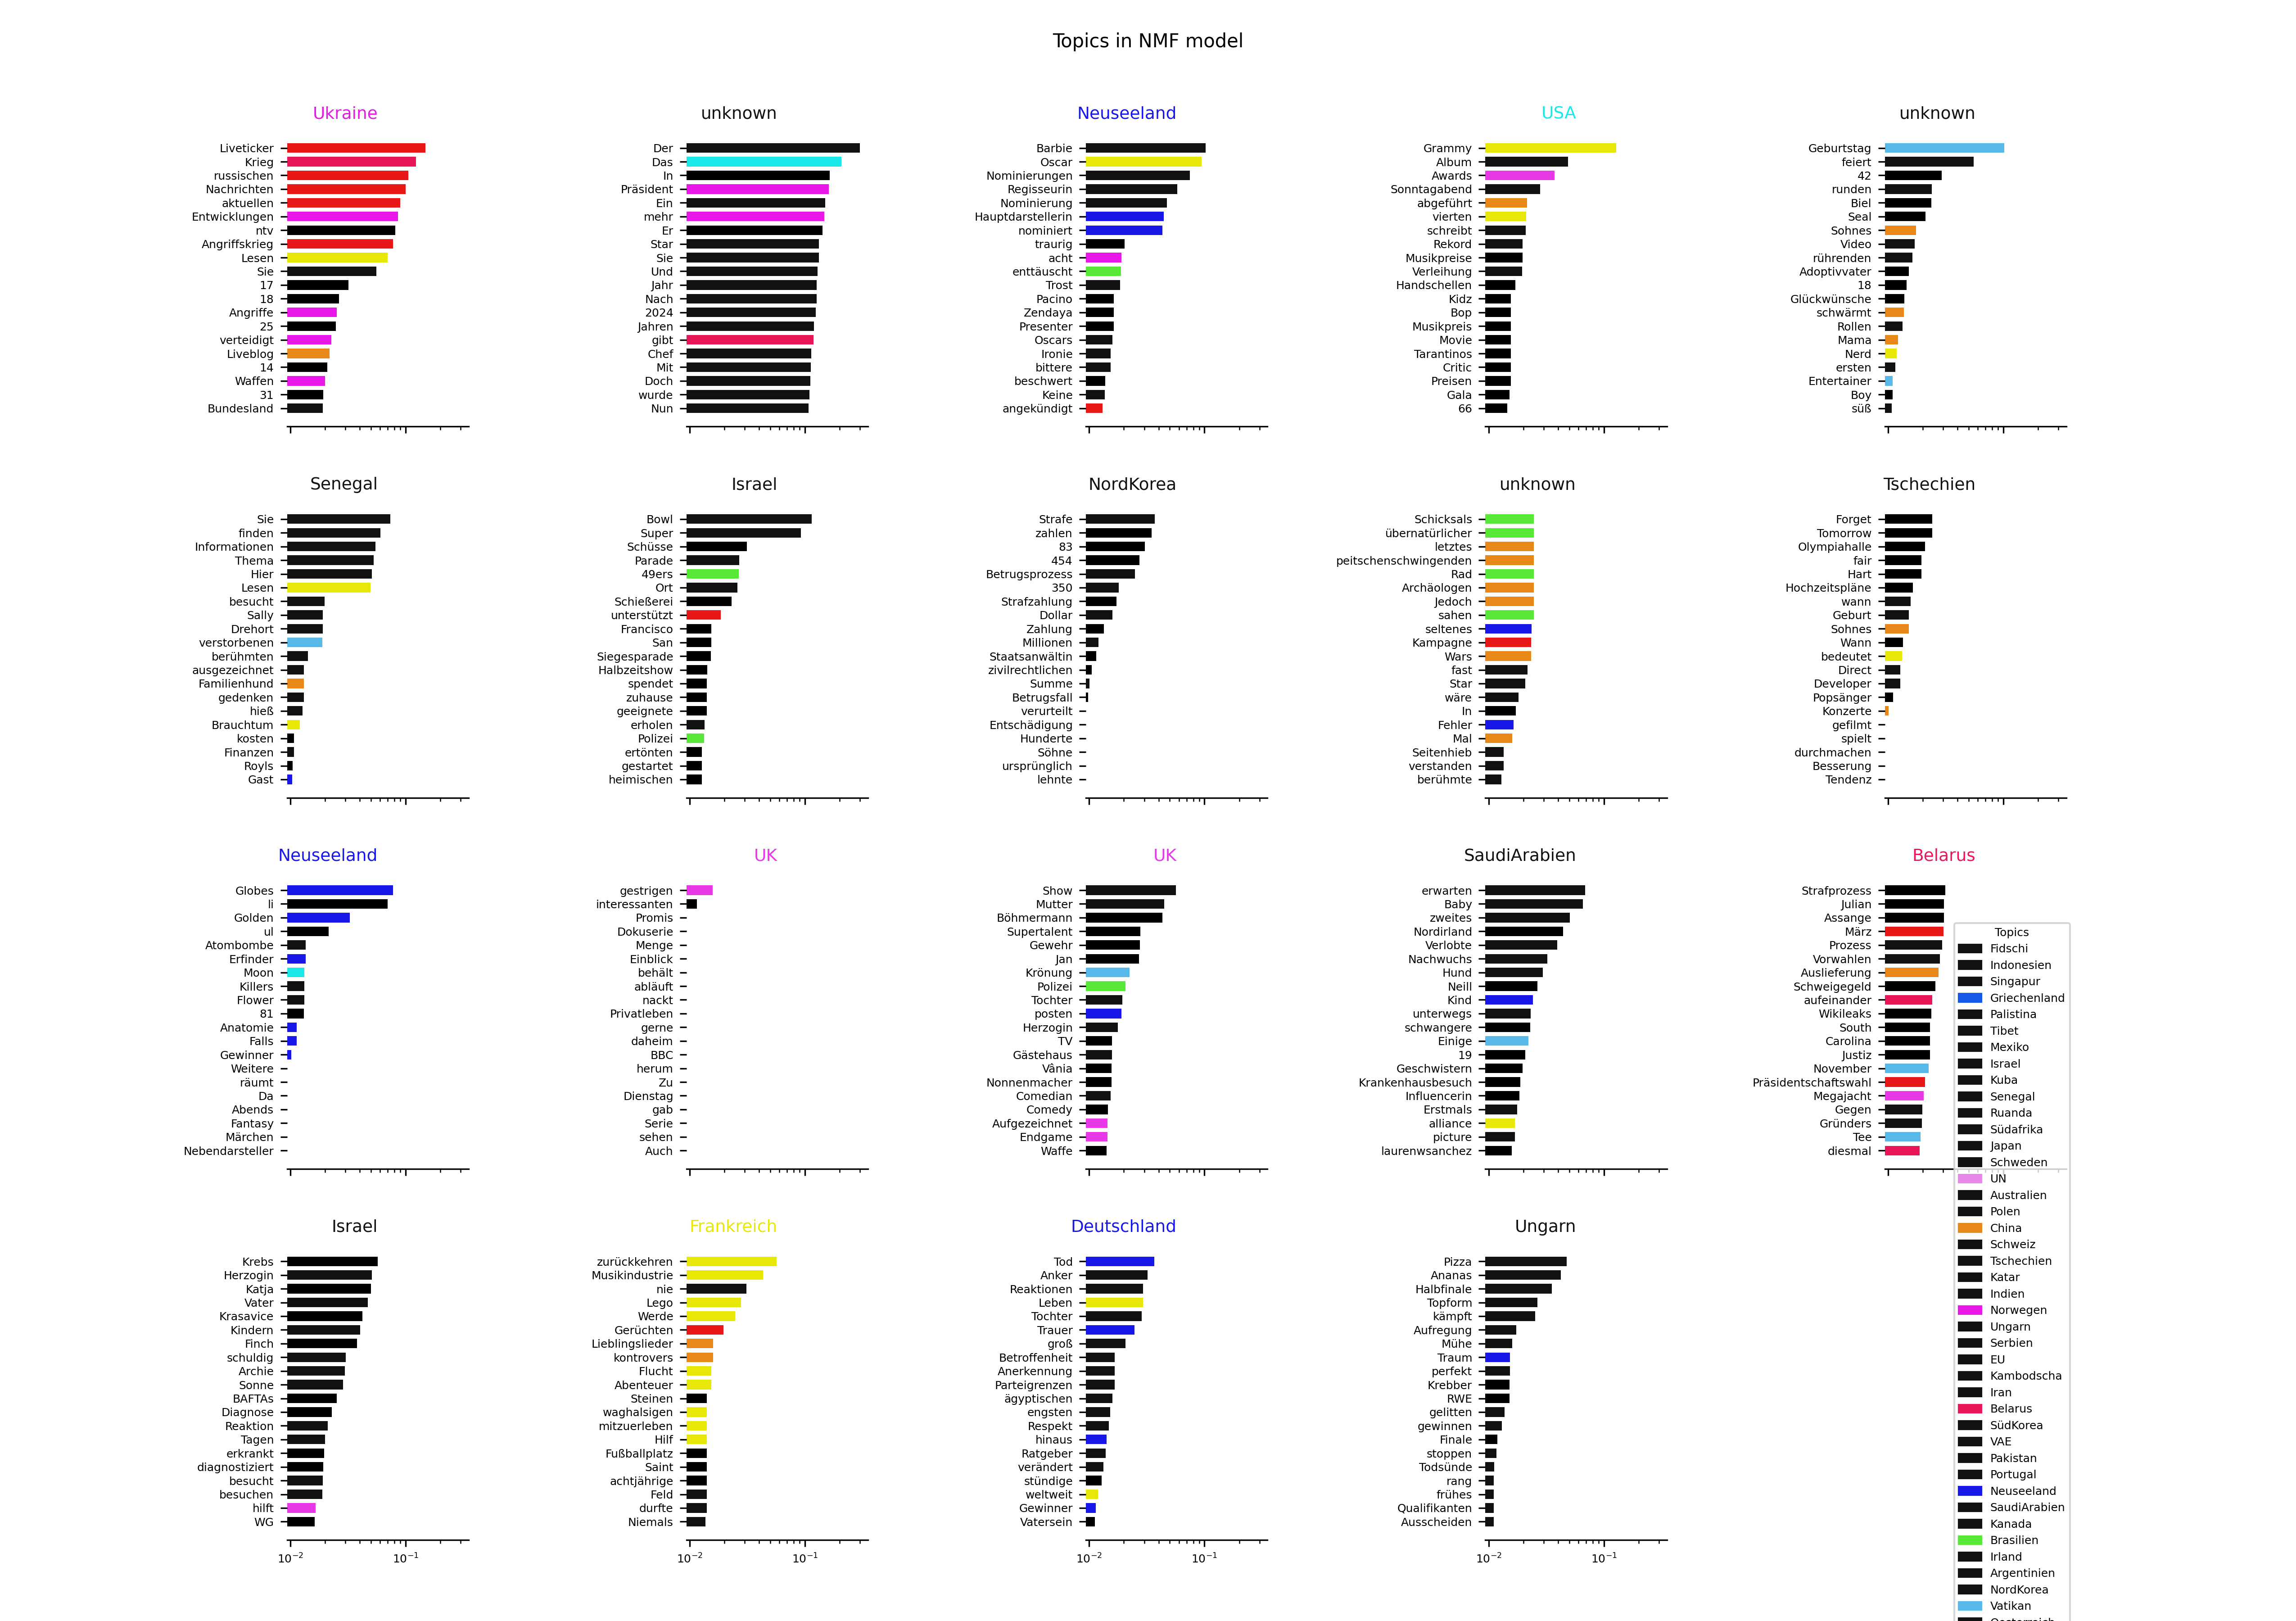 Topics in NMF model
Ukraine
Liveticker
Krieg
russischen
Nachrichten
aktuellen
Entwicklungen
ntv
Angriffskrieg
Lesen
Sie
17
18
Angriffe
25
verteidigt
Liveblog
14
Waffen
31
Bundesland
unknown
Der
Das
In
Präsident
Ein
mehr
Er
Star
Sie
Und
Jahr
Nach
2024
Jahren
gibt
Chef
Mit
Doch
wurde
Nun
Neuseeland
Barbie
Oscar
Nominierungen
Regisseurin
Nominierung
Hauptdarstellerin
nominiert
traurig
acht
enttäuscht
Trost
Pacino
Zendaya
Presenter
Oscars
Ironie
bittere
beschwert
Keine
angekündigt
USA
Grammy
Album
Awards
Sonntagabend
abgeführt
vierten
schreibt
Rekord
Musikpreise
Verleihung
Handschellen
Kidz
Bop
Musikpreis
Movie
Tarantinos
Critic
Preisen
Gala
66
unknown
Geburtstag
feiert
42
runden
Biel
Seal
Sohnes
Video
rührenden
Adoptivvater
18
Glückwünsche
schwärmt
Rollen
Mama
Nerd
ersten
Entertainer
Boy
süß
Senegal
Sie
finden
Informationen
Thema
Hier
Lesen
besucht
Sally
Drehort
verstorbenen
berühmten
ausgezeichnet
Familienhund
gedenken
hieß
Brauchtum
kosten
Finanzen
Royls
Gast
Israel
Bowl
Super
Schüsse
Parade
49ers
Ort
Schießerei
unterstützt
Francisco
San
Siegesparade
Halbzeitshow
spendet
zuhause
geeignete
erholen
Polizei
ertönten
gestartet
heimischen
NordKorea
Strafe
zahlen
83
454
Betrugsprozess
350
Strafzahlung
Dollar
Zahlung
Millionen
Staatsanwältin
zivilrechtlichen
Summe
Betrugsfall
verurteilt
Entschädigung
Hunderte
Söhne
ursprünglich
lehnte
unknown
Schicksals
übernatürlicher
letztes
peitschenschwingenden
Rad
Archäologen
Jedoch
sahen
seltenes
Kampagne
Wars
fast
Star
wäre
In
Fehler
Mal
Seitenhieb
verstanden
berühmte
Tschechien
Forget
Tomorrow
Olympiahalle
fair
Hart
Hochzeitspläne
wann
Geburt
Sohnes
Wann
bedeutet
Direct
Developer
Popsänger
Konzerte
gefilmt
spielt
durchmachen
Besserung
Tendenz
Neuseeland
Globes
li
Golden
ul
Atombombe
Erfinder
Moon
Killers
Flower
81
Anatomie
Falls
Gewinner
Weitere
räumt
Da
Abends
Fantasy
Märchen
Nebendarsteller
UK
gestrigen
interessanten
Promis
Dokuserie
Menge
Einblick
behält
abläuft
nackt
Privatleben
gerne
daheim
BBC
herum
Zu
Dienstag
gab
Serie
sehen
Auch
UK
Show
Mutter
Böhmermann
Supertalent
Gewehr
Jan
Krönung
Polizei
Tochter
posten
Herzogin
TV
Gästehaus
Vânia
Nonnenmacher
Comedian
Comedy
Aufgezeichnet
Endgame
Waffe
SaudiArabien
erwarten
Baby
zweites
Nordirland
Verlobte
Nachwuchs
Hund
Neill
Kind
unterwegs
schwangere
Einige
19
Geschwistern
Krankenhausbesuch
Influencerin
Erstmals
alliance
picture
laurenwsanchez
Belarus
Strafprozess
Julian
Assange
März
Prozess
Vorwahlen
Auslieferung
Schweigegeld
aufeinander
Wikileaks
South
Carolina
Justiz
November
Präsidentschaftswahl
Megajacht
Gegen
Gründers
Tee
diesmal
Israel
Krebs
Herzogin
Katja
Vater
Krasavice
Kindern
Finch
schuldig
Archie
Sonne
BAFTAs
Diagnose
Reaktion
Tagen
erkrankt
diagnostiziert
besucht
besuchen
hilft
WG
10⁻² 10⁻¹
Frankreich
zurückkehren
Musikindustrie
nie
Lego
Werde
Gerüchten
Lieblingslieder
kontrovers
Flucht
Abenteuer
Steinen
waghalsigen
mitzuerleben
Hilf
Fußballplatz
Saint
achtjährige
Feld
durfte
Niemals
10⁻² 10⁻¹
Deutschland
Tod
Anker
Reaktionen
Leben
Tochter
Trauer
groß
Betroffenheit
Anerkennung
Parteigrenzen
ägyptischen
engsten
Respekt
hinaus
Ratgeber
verändert
stündige
weltweit
Gewinner
Vatersein
10⁻² 10⁻¹
Ungarn
Pizza
Ananas
Halbfinale
Topform
kämpft
Aufregung
Mühe
Traum
perfekt
Krebber
RWE
gelitten
gewinnen
Finale
stoppen
Todsünde
rang
frühes
Qualifikanten
Ausscheiden
10⁻² 10⁻¹
Topics
Fidschi
Indonesien
Singapur
Griechenland
Palistina
Tibet
Mexiko
Israel
Kuba
Senegal
Ruanda
Südafrika
Japan
Schweden
UN
Australien
Polen
China
Schweiz
Tschechien
Katar
Indien
Norwegen
Ungarn
Serbien
EU
Kambodscha
Iran
Belarus
SüdKorea
VAE
Pakistan
Portugal
Neuseeland
SaudiArabien
Kanada
Brasilien
Irland
Argentinien
NordKorea
Vatikan